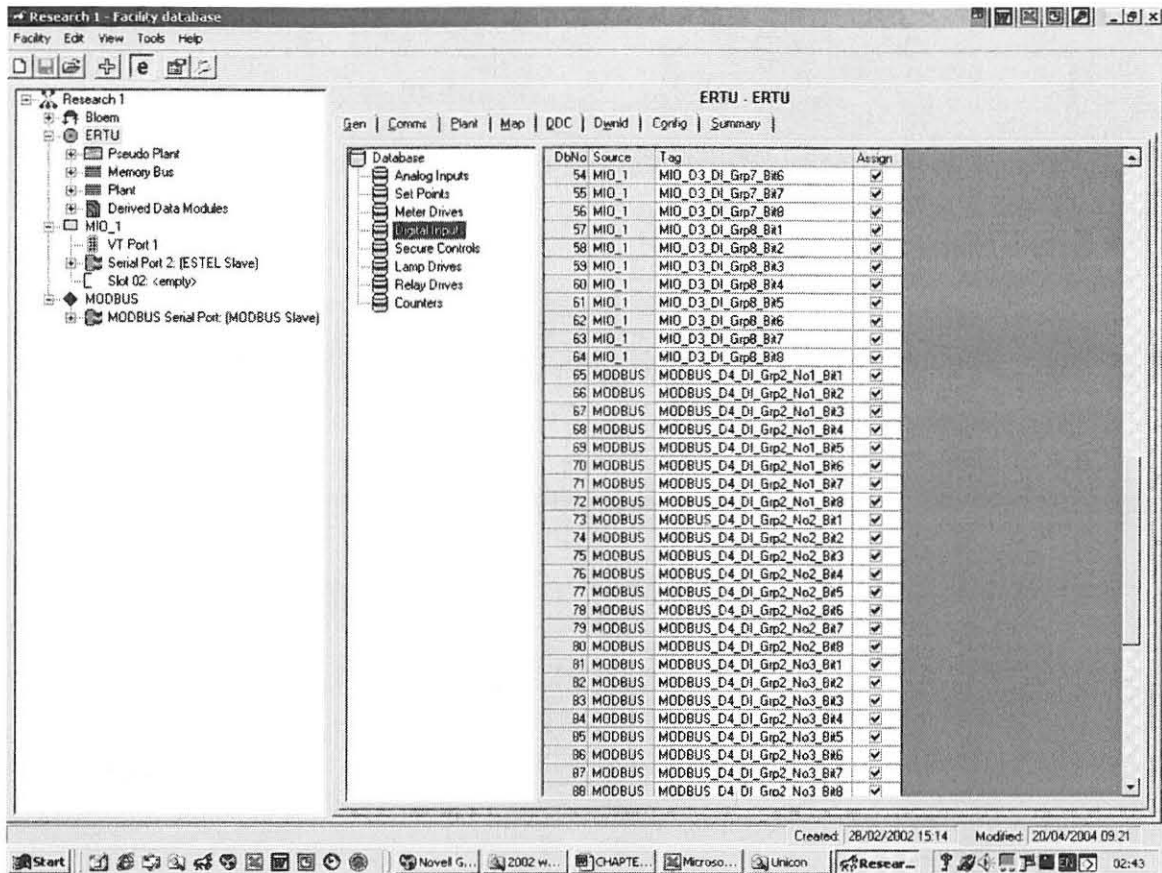 Research 1 - Facility database
Facility Edit View Tools Help
Research 1
Bloem
ERTU
Pseudo Plant
Memory Bus
Plant
Derived Data Modules
MIO_1
VT Port 1
Serial Port 2: (ESTEL Slave)
Slot 02: <empty>
MODBUS
MODBUS Serial Port: (MODBUS Slave)
ERTU - ERTU
Gen Comms Plant Map DDC Dwnld Config Summary
Database
Analog Inputs
Set Points
Meter Drives
Digital Inputs
Secure Controls
Lamp Drives
Relay Drives
Counters
DbNo Source Tag Assign
54 MIO_1 MIO_D3_DI_Grp7_Bit6
55 MIO_1 MIO_D3_DI_Grp7_Bit7
56 MIO_1 MIO_D3_DI_Grp7_Bit8
57 MIO_1 MIO_D3_DI_Grp8_Bit1
58 MIO_1 MIO_D3_DI_Grp8_Bit2
59 MIO_1 MIO_D3_DI_Grp8_Bit3
60 MIO_1 MIO_D3_DI_Grp8_Bit4
61 MIO_1 MIO_D3_DI_Grp8_Bit5
62 MIO_1 MIO_D3_DI_Grp8_Bit6
63 MIO_1 MIO_D3_DI_Grp8_Bit7
64 MIO_1 MIO_D3_DI_Grp8_Bit8
65 MODBUS MODBUS_D4_DI_Grp2_No1_Bit1
66 MODBUS MODBUS_D4_DI_Grp2_No1_Bit2
67 MODBUS MODBUS_D4_DI_Grp2_No1_Bit3
68 MODBUS MODBUS_D4_DI_Grp2_No1_Bit4
69 MODBUS MODBUS_D4_DI_Grp2_No1_Bit5
70 MODBUS MODBUS_D4_DI_Grp2_No1_Bit6
71 MODBUS MODBUS_D4_DI_Grp2_No1_Bit7
72 MODBUS MODBUS_D4_DI_Grp2_No1_Bit8
73 MODBUS MODBUS_D4_DI_Grp2_No2_Bit1
74 MODBUS MODBUS_D4_DI_Grp2_No2_Bit2
75 MODBUS MODBUS_D4_DI_Grp2_No2_Bit3
76 MODBUS MODBUS_D4_DI_Grp2_No2_Bit4
77 MODBUS MODBUS_D4_DI_Grp2_No2_Bit5
78 MODBUS MODBUS_D4_DI_Grp2_No2_Bit6
79 MODBUS MODBUS_D4_DI_Grp2_No2_Bit7
80 MODBUS MODBUS_D4_DI_Grp2_No2_Bit8
81 MODBUS MODBUS_D4_DI_Grp2_No3_Bit1
82 MODBUS MODBUS_D4_DI_Grp2_No3_Bit2
83 MODBUS MODBUS_D4_DI_Grp2_No3_Bit3
84 MODBUS MODBUS_D4_DI_Grp2_No3_Bit4
85 MODBUS MODBUS_D4_DI_Grp2_No3_Bit5
86 MODBUS MODBUS_D4_DI_Grp2_No3_Bit6
87 MODBUS MODBUS_D4_DI_Grp2_No3_Bit7
88 MODBUS MODBUS_D4_DI_Grp2_No3_Bit8
Created: 28/02/2002 15:14 Modified: 20/04/2004 09:21
Start Novell G... 2002 w... CHAPTE... Microso... Unicon Resear... 02:43